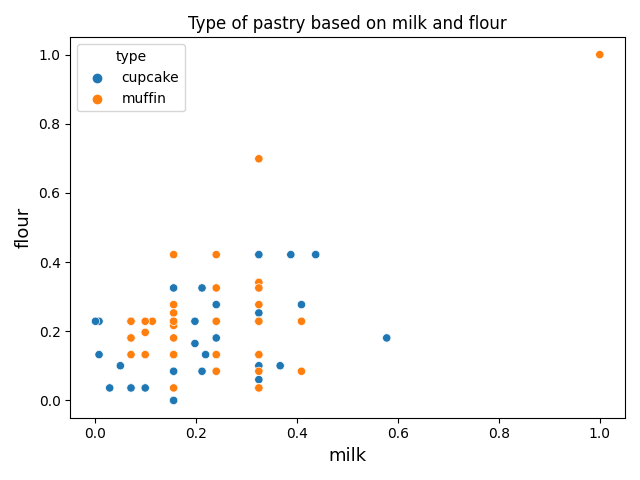 Type of pastry based on milk and flour
type
cupcake
muffin
flour
1.0
0.8
0.6
0.4
0.2
0.0
0.0 0.2 0.4 0.6 0.8 1.0
milk